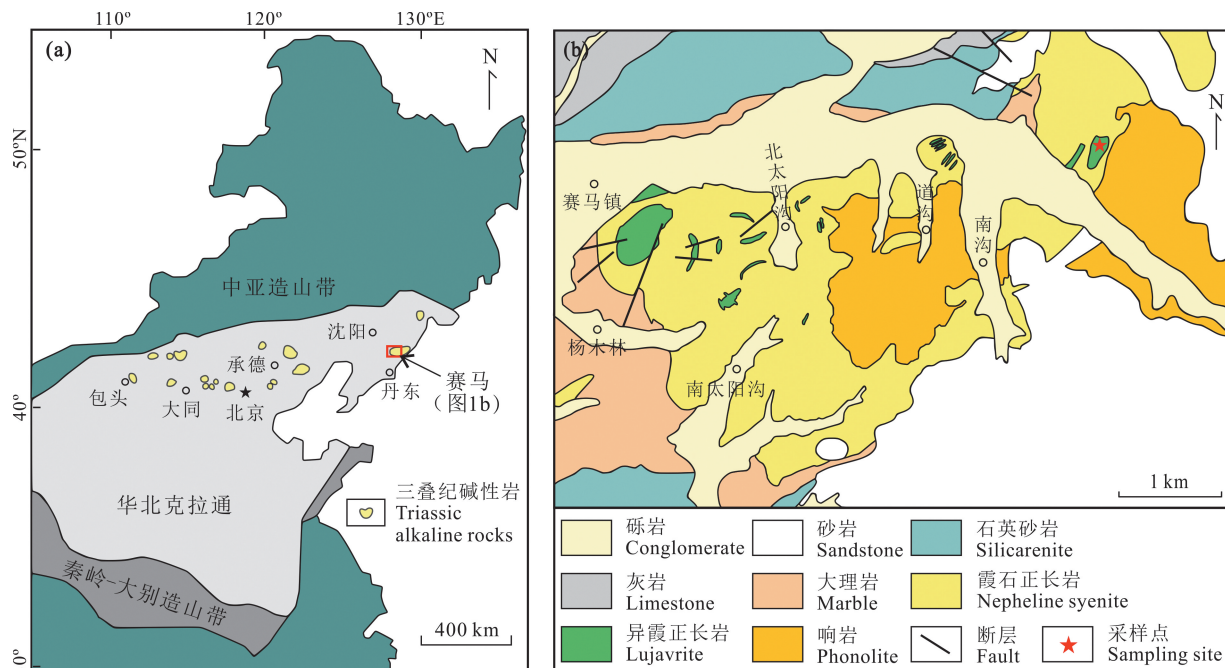 110º
120º
130ºE
(a)
N
50ºN
中亚造山带
沈阳
承德
包头
大同
北京
丹东
赛马
(图1b)
40º
三叠纪碱性岩
Triassic
alkaline rocks
华北克拉通
秦岭-大别造山带
400 km
0º
(b)
N
北太阳沟
道沟
赛马镇
南沟
杨木林
南太阳沟
1 km
砾岩
Conglomerate
砂岩
Sandstone
石英砂岩
Silicarenite
灰岩
Limestone
大理岩
Marble
霞石正长岩
Nepheline syenite
异霞正长岩
Lujavrite
响岩
Phonolite
断层
Fault
采样点
Sampling site